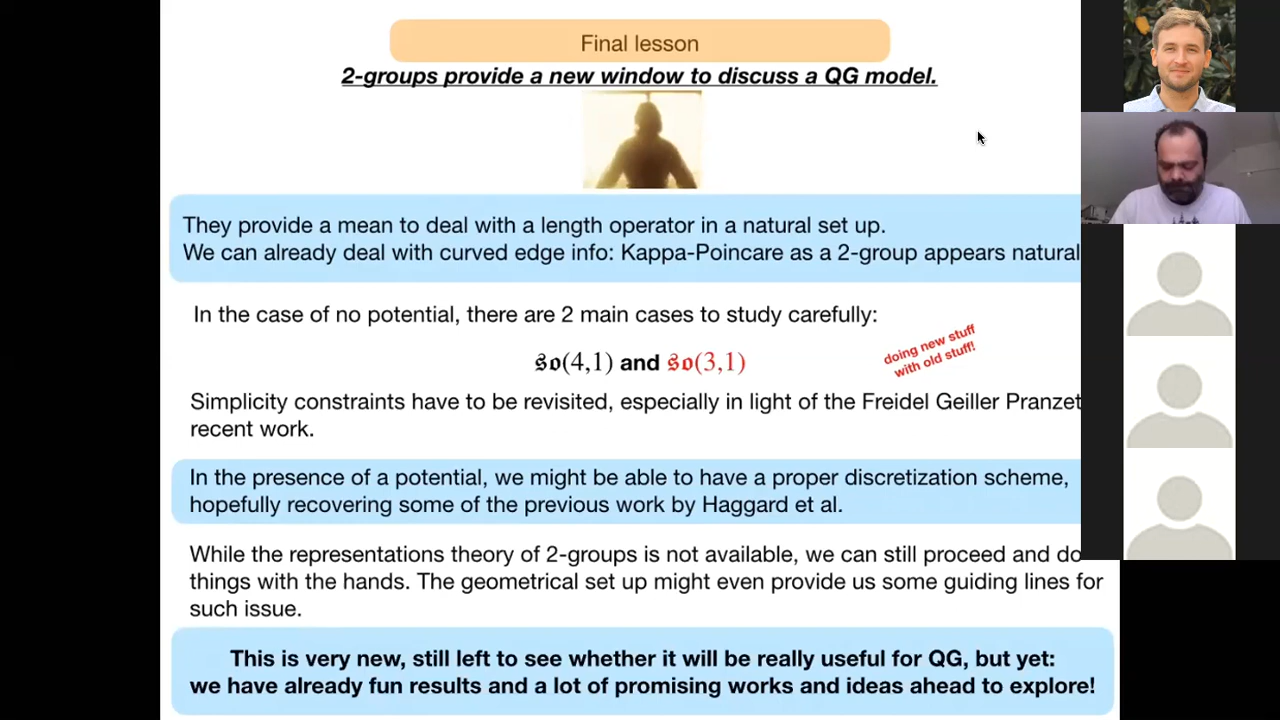 Final lesson
2-groups provide a new window to discuss a QG model.
They provide a mean to deal with a length operator in a natural set up.
We can already deal with curved edge info: Kappa-Poincare as a 2-group appears natural
In the case of no potential, there are 2 main cases to study carefully:
𝔰𝔬(4,1) and 𝔰𝔬(3,1)
doing new stuff
with old stuff!
Simplicity constraints have to be revisited, especially in light of the Freidel Geiller Pranzet
recent work.
In the presence of a potential, we might be able to have a proper discretization scheme,
hopefully recovering some of the previous work by Haggard et al.
While the representations theory of 2-groups is not available, we can still proceed and do
things with the hands. The geometrical set up might even provide us some guiding lines for
such issue.
This is very new, still left to see whether it will be really useful for QG, but yet:
we have already fun results and a lot of promising works and ideas ahead to explore!